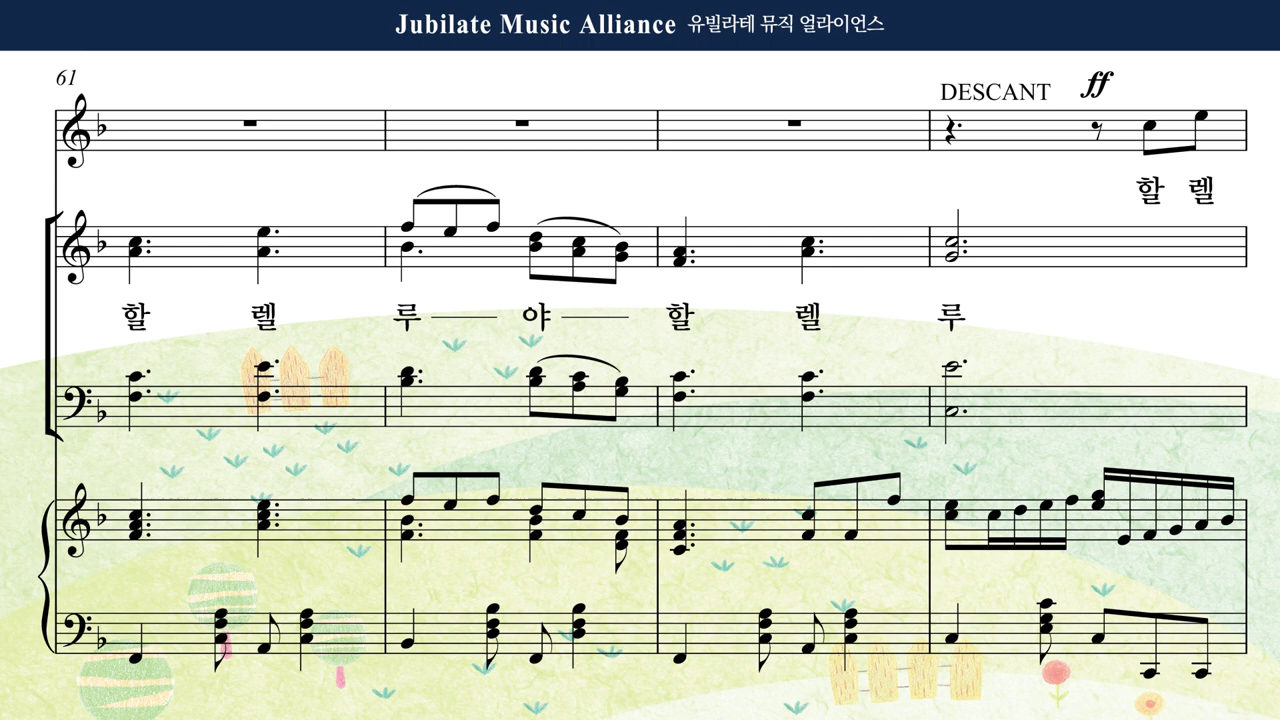 Jubilate Music Alliance 유빌라테 뮤직 얼라이언스
61
DESCANT ff
할 렐
할 렐 루 야 할 렐 루